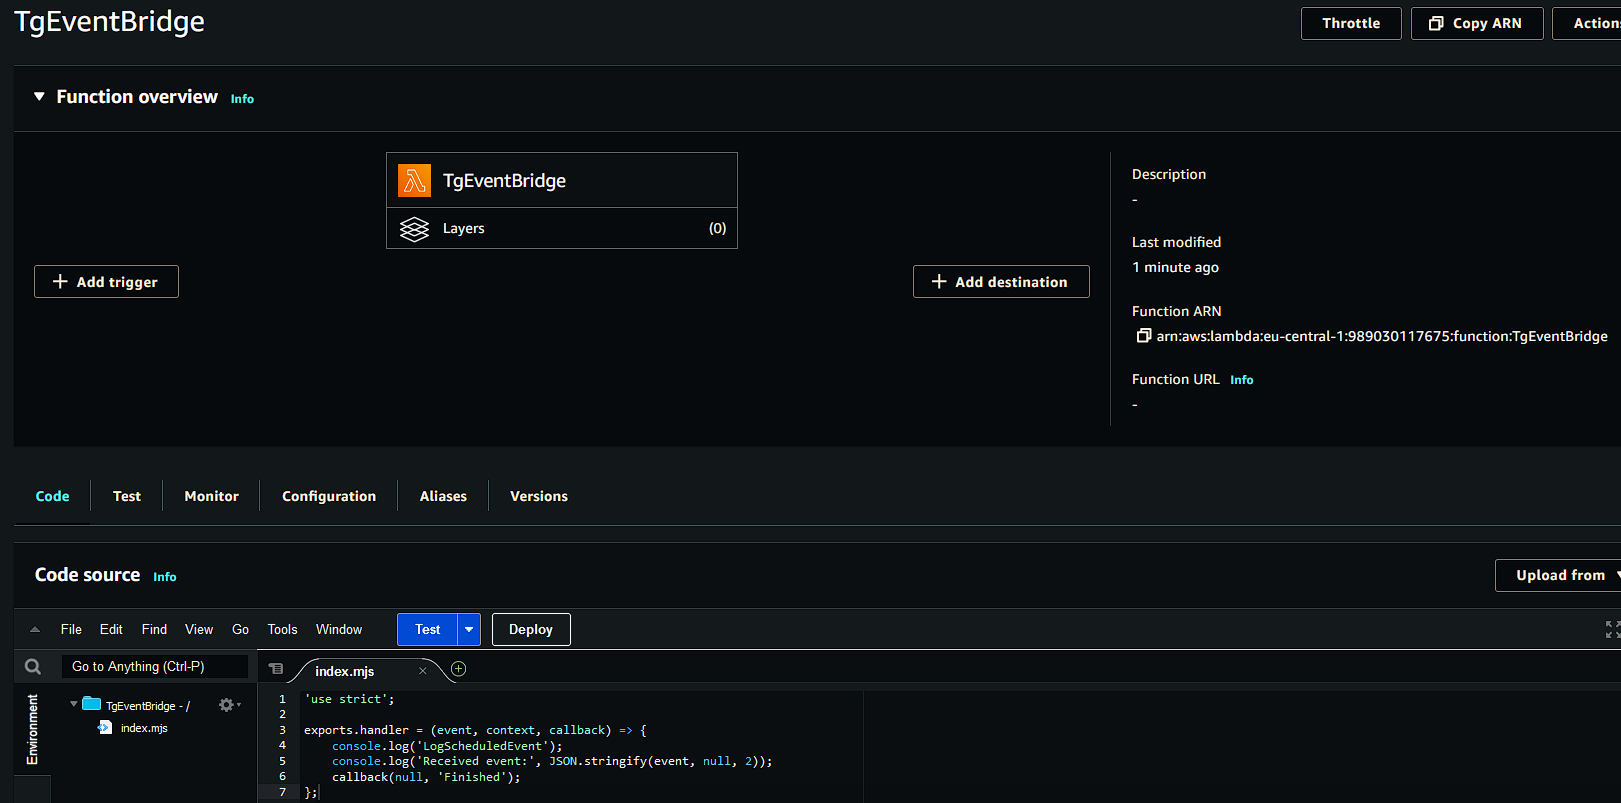 TgEventBridge
Throttle
Copy ARN
Function overview Info
TgEventBridge
Layers (0)
Add trigger
Add destination
Description
-
Last modified
1 minute ago
Function ARN
arn:aws:lambda:eu-central-1:989030117675:function:TgEventBridge
Function URL Info
-
Code Test Monitor Configuration Aliases Versions
Code source Info
Upload from
File Edit Find View Go Tools Window Test Deploy
Go to Anything (Ctrl-P)
index.mjs
Environment
TgEventBridge - /
index.mjs
1 'use strict';
2
3 exports.handler = (event, context, callback) => {
4 console.log('LogScheduledEvent');
5 console.log('Received event:', JSON.stringify(event, null, 2));
6 callback(null, 'Finished');
7 };